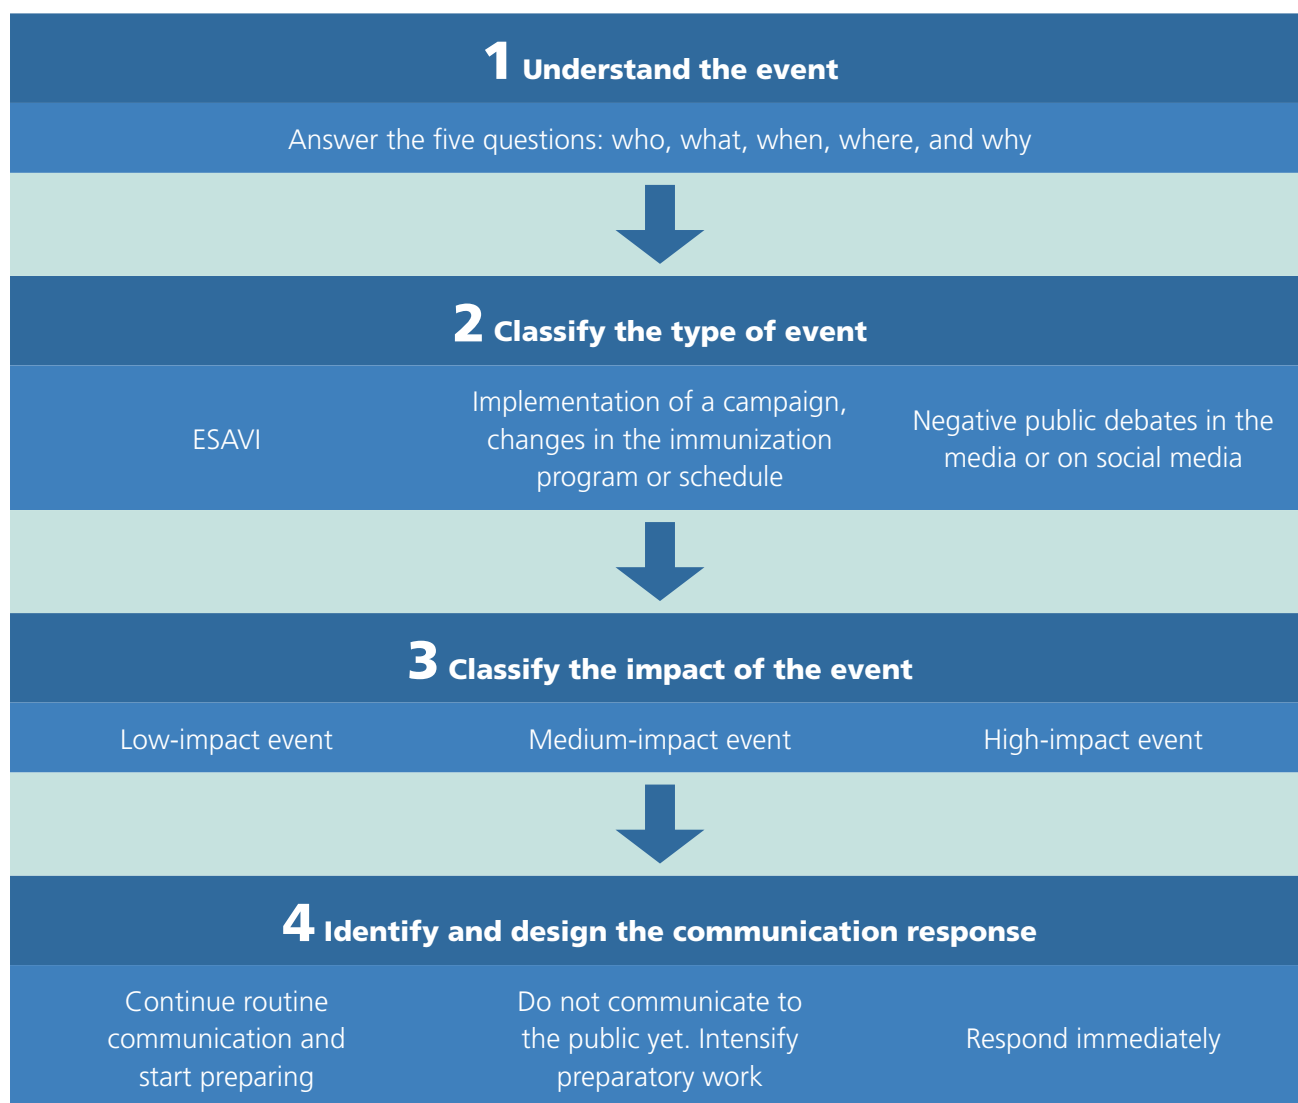 1 Understand the event
Answer the five questions: who, what, when, where, and why
2 Classify the type of event
ESAVI
Implementation of a campaign,
changes in the immunization
program or schedule
Negative public debates in the
media or on social media
3 Classify the impact of the event
Low-impact event
Medium-impact event
High-impact event
4 Identify and design the communication response
Continue routine
communication and
start preparing
Do not communicate to
the public yet. Intensify
preparatory work
Respond immediately